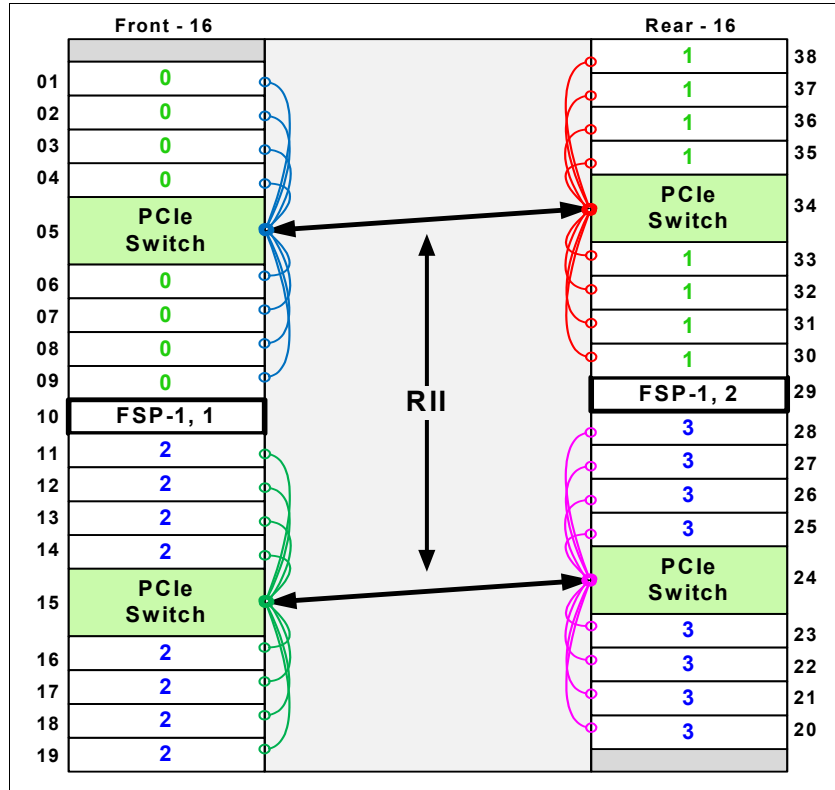 Front - 16
Rear - 16
01 0
02 0
03 0
04 0
05 PCIe
Switch
06 0
07 0
08 0
09 0
10 FSP-1, 1
11 2
12 2
13 2
14 2
15 PCIe
Switch
16 2
17 2
18 2
19 2
RII
1 38
1 37
1 36
1 35
PCIe
Switch 34
1 33
1 32
1 31
1 30
FSP-1, 2 29
3 28
3 27
3 26
3 25
PCIe
Switch 24
3 23
3 22
3 21
3 20